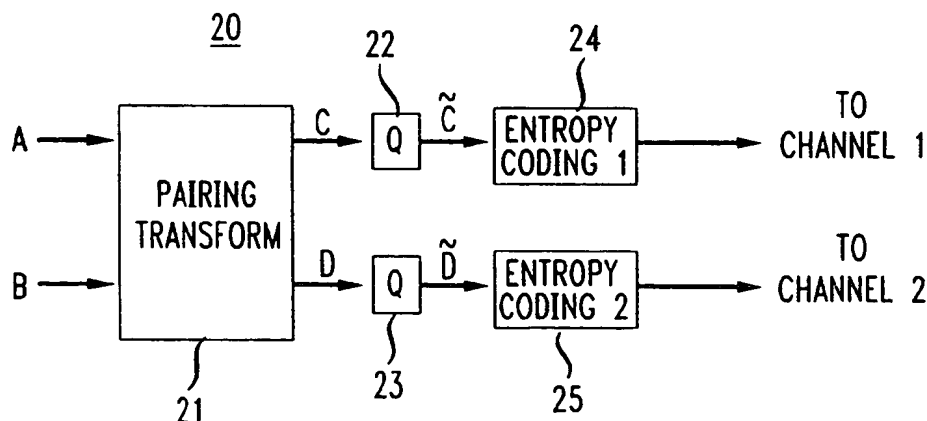 20
22
24
A
C
Q
C̃
ENTROPY
CODING 1
TO
CHANNEL 1
PAIRING
TRANSFORM
B
D
Q
D̃
ENTROPY
CODING 2
TO
CHANNEL 2
21
23
25